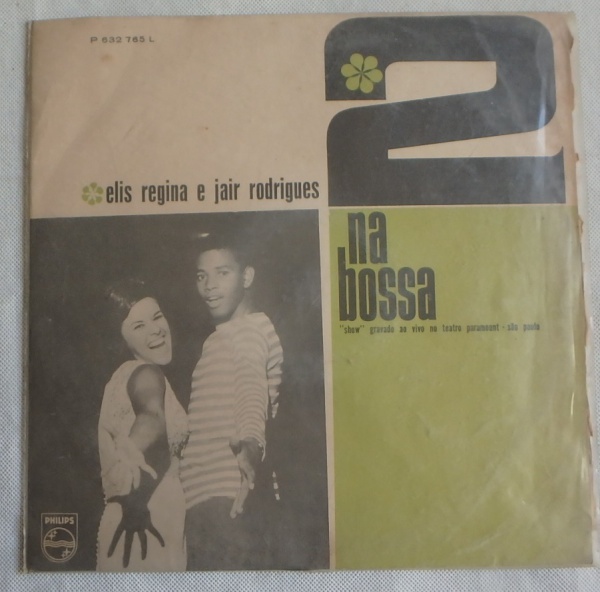 P 632 765 L
2
elis regina e jair rodrigues
na
bossa
"show" gravado ao vivo no teatro paramount - são paulo
PHILIPS